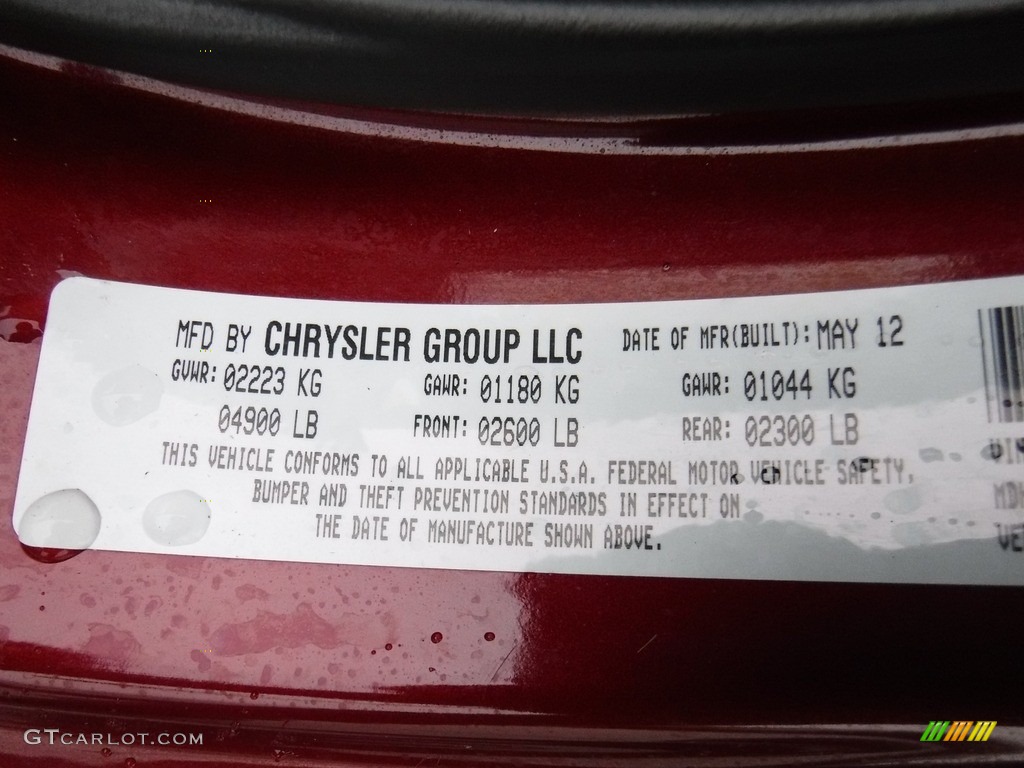 MFD BY CHRYSLER GROUP LLC DATE OF MFR(BUILT): MAY 12
GVWR: 02223 KG GAWR: 01180 KG GAWR: 01044 KG
04900 LB FRONT: 02600 LB REAR: 02300 LB
THIS VEHICLE CONFORMS TO ALL APPLICABLE U.S.A. FEDERAL MOTOR VEHICLE SAFETY,
BUMPER AND THEFT PREVENTION STANDARDS IN EFFECT ON
THE DATE OF MANUFACTURE SHOWN ABOVE.
GTCARLOT.COM